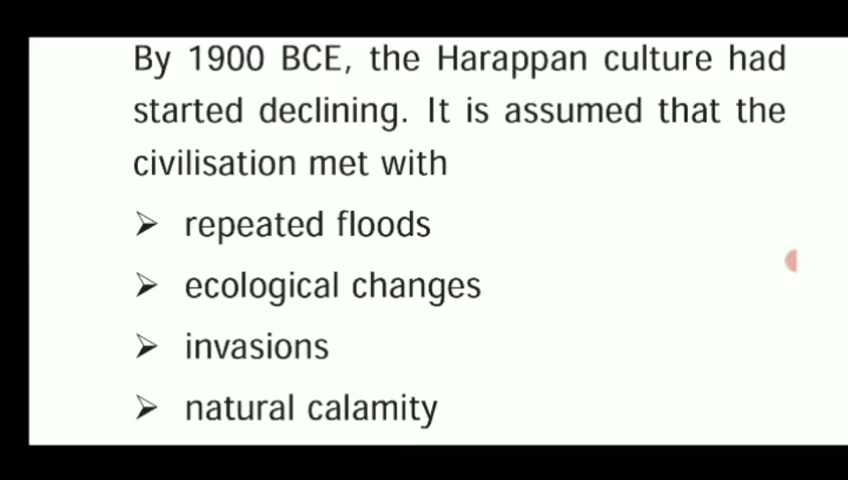 By 1900 BCE, the Harappan culture had
started declining. It is assumed that the
civilisation met with
➢ repeated floods
➢ ecological changes
➢ invasions
➢ natural calamity